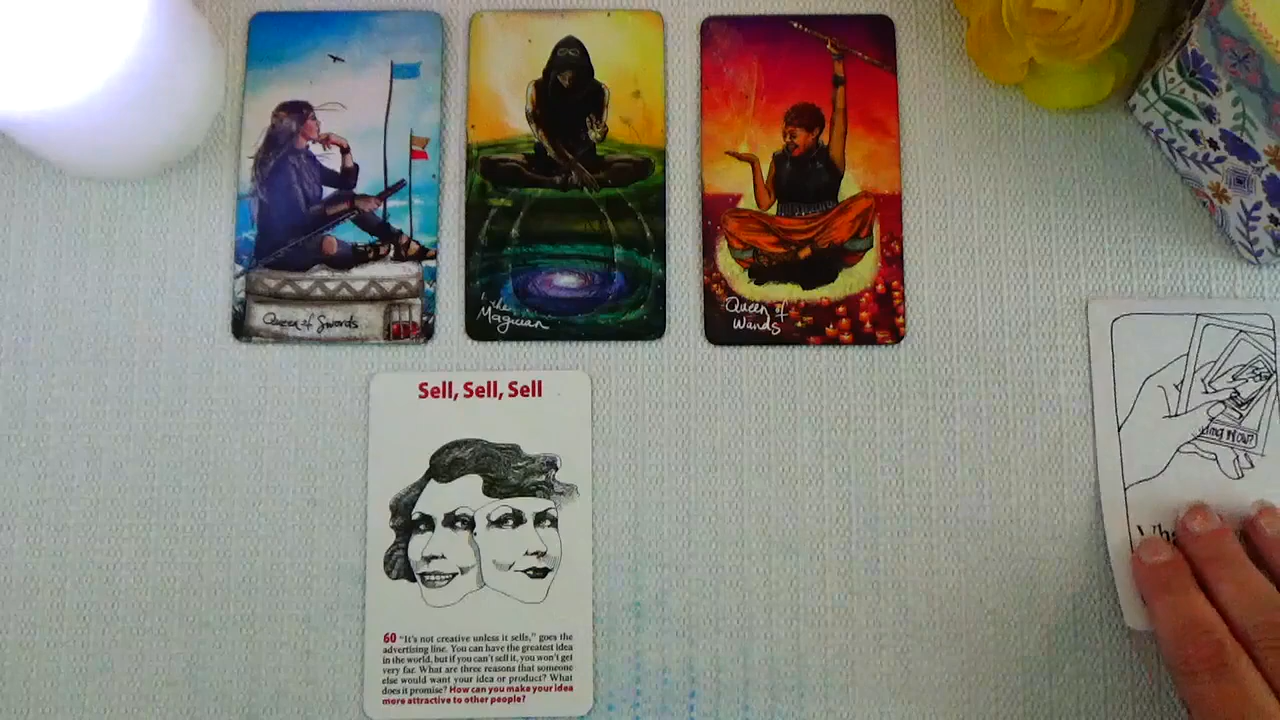 Queen of Swords
1 the
Magician
Queen of
Wands
Sell, Sell, Sell
60 "It's not creative unless it sells," goes the
advertising line. You can have the greatest idea
in the world, but if you can't sell it, you won't get
very far. What are three reasons that someone
else would want your idea or product? What
does it promise? How can you make your idea
more attractive to other people?
Now?